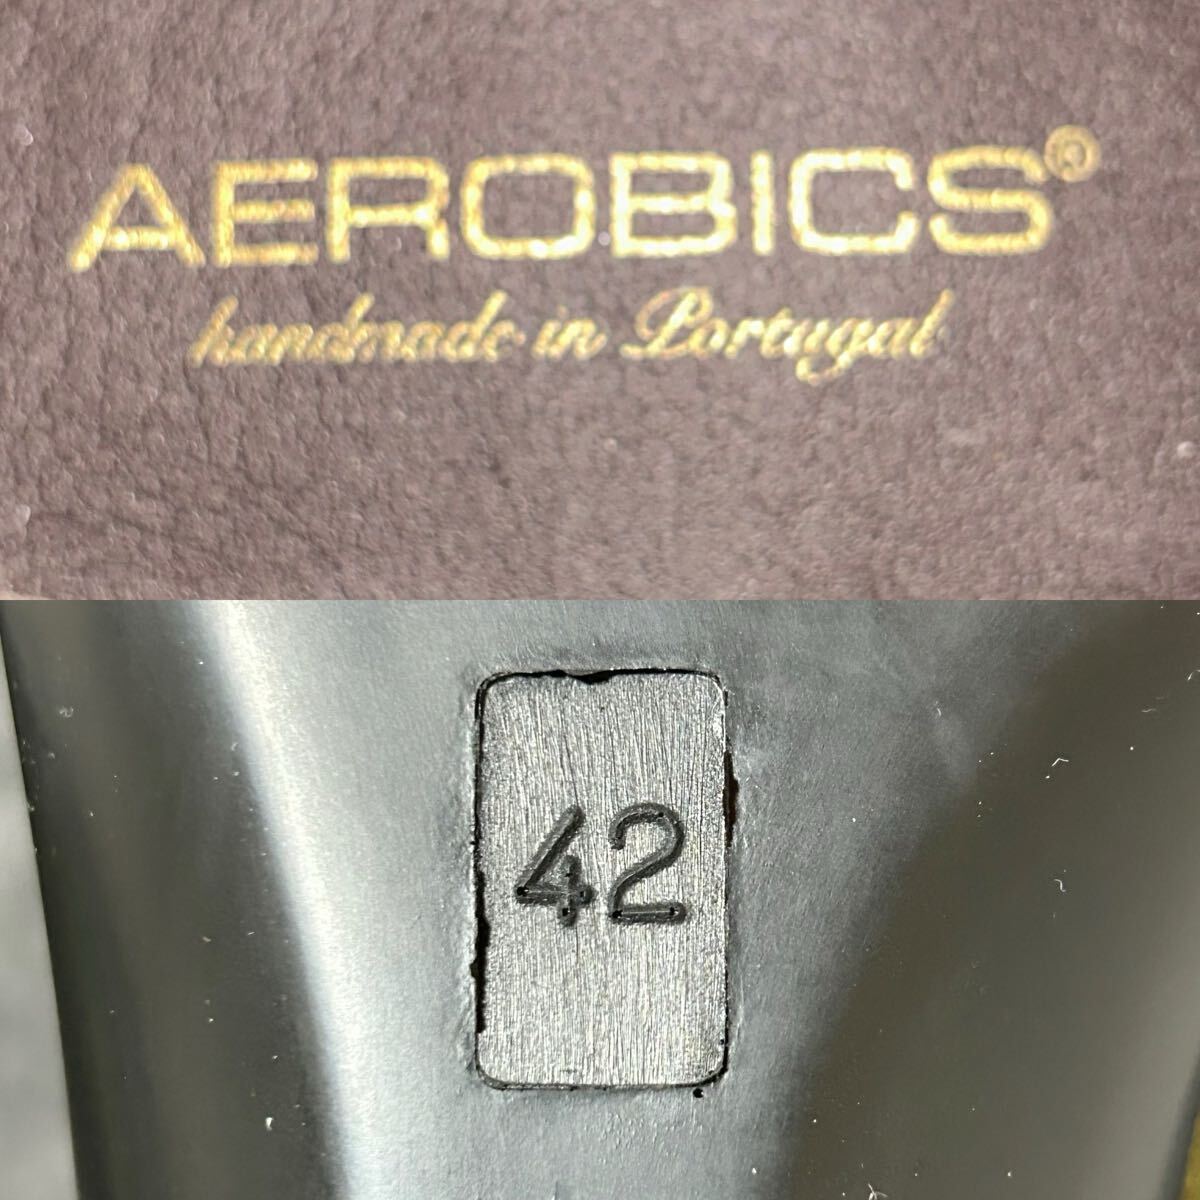 AEROBICS®
handmade in Portugal
42